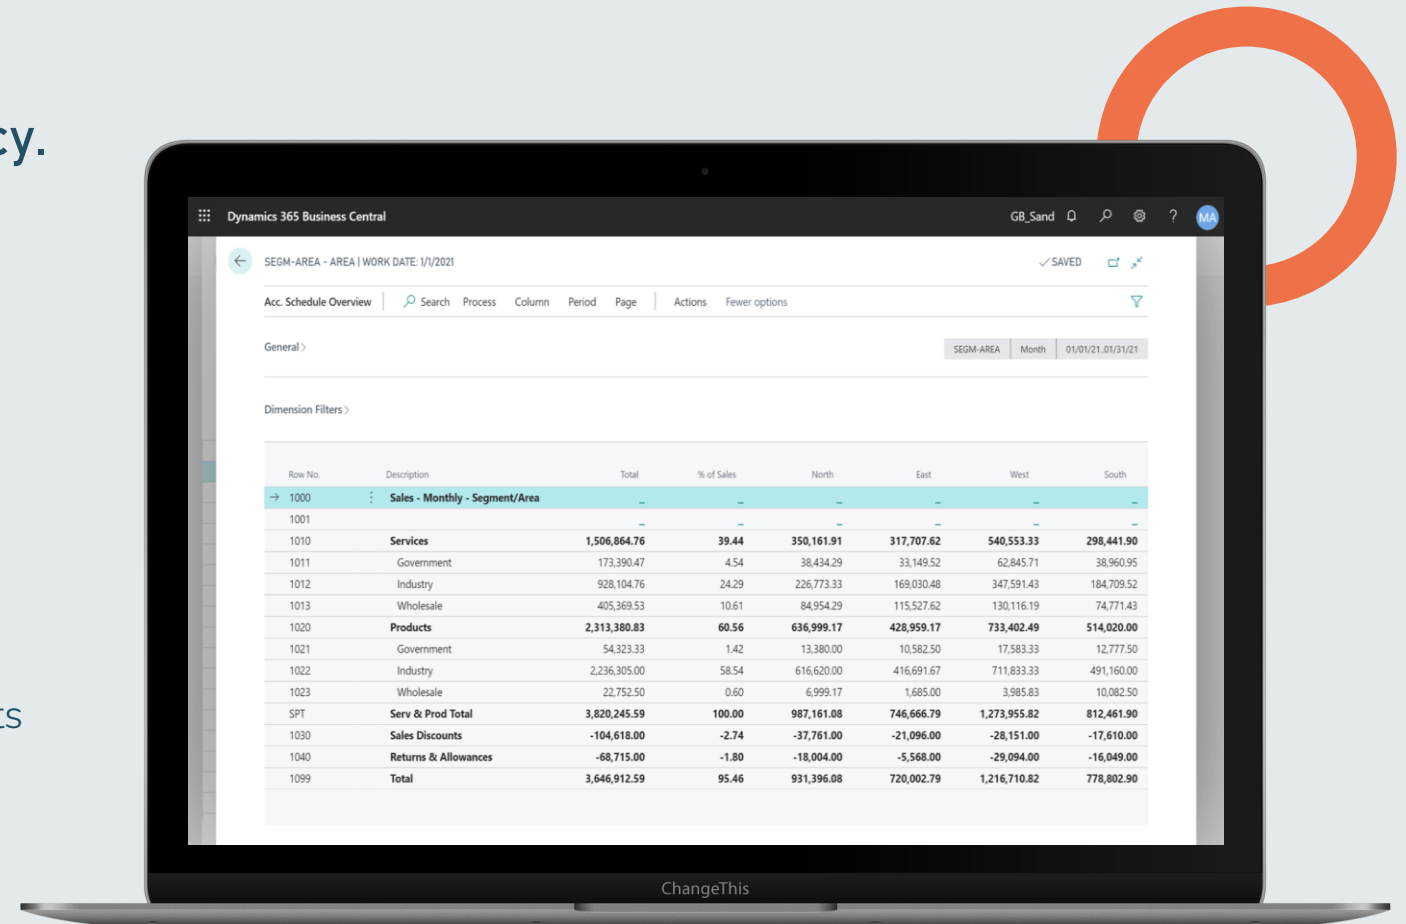 cy.
Dynamics 365 Business Central GB_Sand ? MA
SEGM-AREA - AREA | WORK DATE: 1/1/2021 SAVED
Acc. Schedule Overview Search Process Column Period Page Actions Fewer options
General SEGM-AREA Month 01/01/21..01/31/21
Dimension Filters
Row No. Description Total % of Sales North East West South
1000 Sales - Monthly - Segment/Area _ _ _ _ _ _
1001 _ _ _ _ _ _
1010 Services 1,506,864.76 39.44 350,161.91 317,707.62 540,553.33 298,441.90
1011 Government 173,390.47 4.54 38,434.29 33,149.52 62,845.71 38,960.95
1012 Industry 928,104.76 24.29 226,773.33 169,030.48 347,591.43 184,709.52
1013 Wholesale 405,369.53 10.61 84,954.29 115,527.62 130,116.19 74,771.43
1020 Products 2,313,380.83 60.56 636,999.17 428,959.17 733,402.49 514,020.00
1021 Government 54,323.33 1.42 13,380.00 10,582.50 17,583.33 12,777.50
1022 Industry 2,236,305.00 58.54 616,620.00 416,691.67 711,833.33 491,160.00
1023 Wholesale 22,752.50 0.60 6,999.17 1,685.00 3,985.83 10,082.50
ts
SPT Serv & Prod Total 3,820,245.59 100.00 987,161.08 746,666.79 1,273,955.82 812,461.90
1030 Sales Discounts -104,618.00 -2.74 -37,761.00 -21,096.00 -28,151.00 -17,610.00
1040 Returns & Allowances -68,715.00 -1.80 -18,004.00 -5,568.00 -29,094.00 -16,049.00
1099 Total 3,646,912.59 95.46 931,396.08 720,002.79 1,216,710.82 778,802.90
ChangeThis